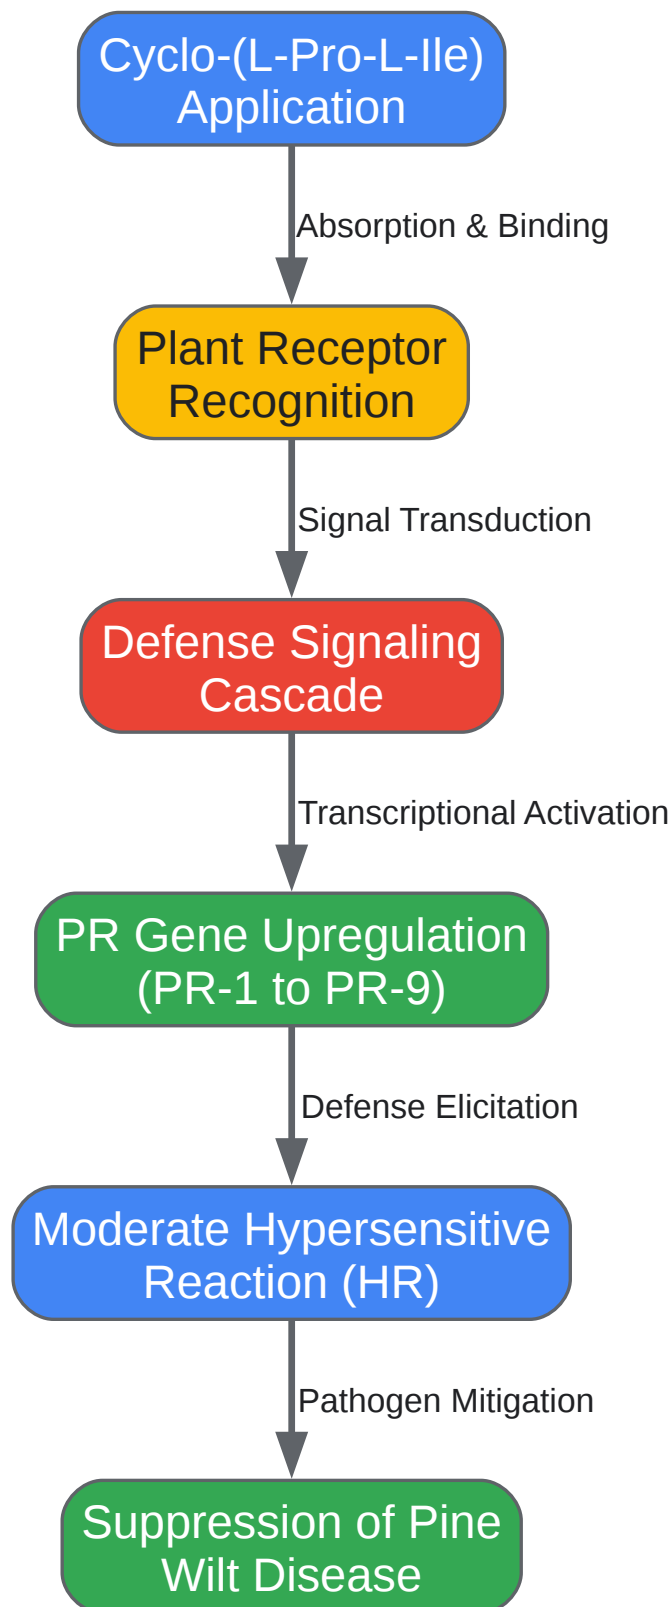 Cyclo-(L-Pro-L-Ile)
Application
Absorption & Binding
Plant Receptor
Recognition
Signal Transduction
Defense Signaling
Cascade
Transcriptional Activation
PR Gene Upregulation
(PR-1 to PR-9)
Defense Elicitation
Moderate Hypersensitive
Reaction (HR)
Pathogen Mitigation
Suppression of Pine
Wilt Disease